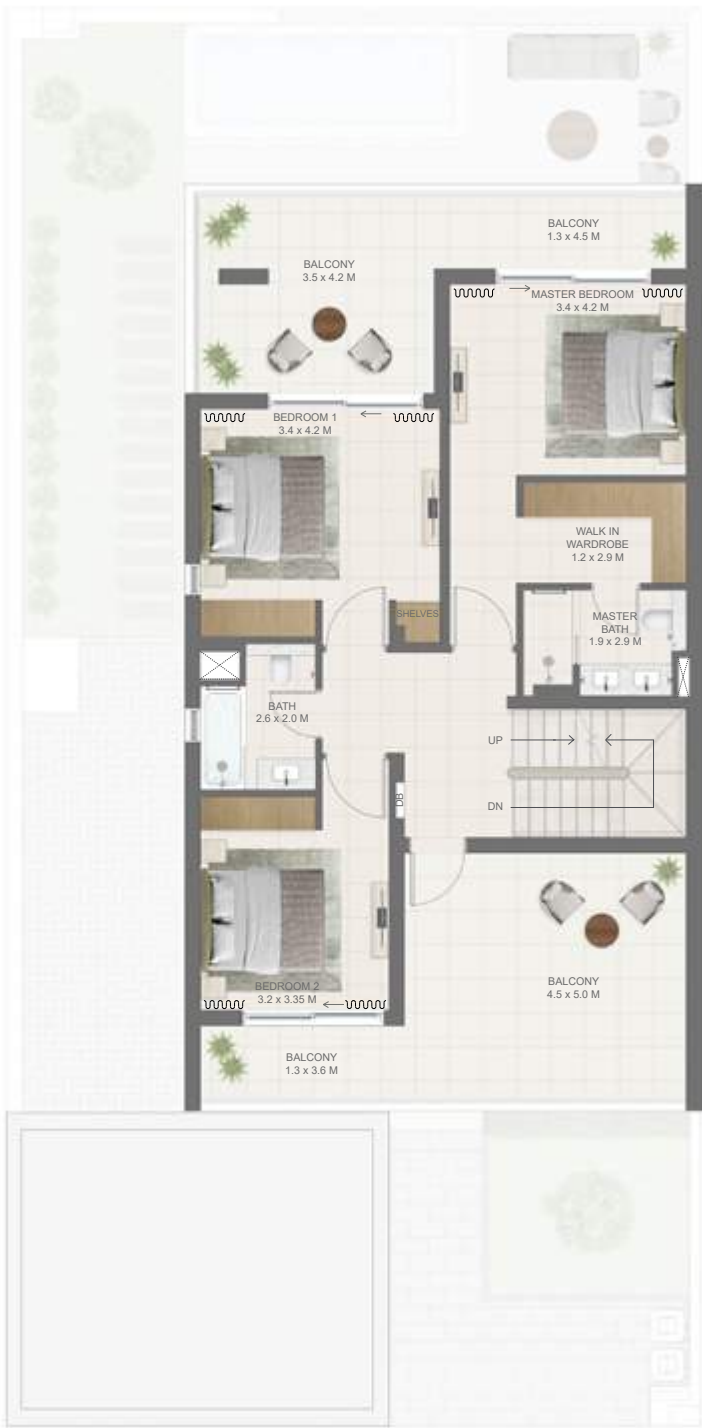 BALCONY
1.3 x 4.5 M
BALCONY
3.5 x 4.2 M
MASTER BEDROOM
3.4 x 4.2 M
BEDROOM 1
3.4 x 4.2 M
WALK IN
WARDROBE
1.2 x 2.9 M
SHELVES
MASTER
BATH
1.9 x 2.9 M
BATH
2.6 x 2.0 M
UP
DB
DN
BALCONY
4.5 x 5.0 M
BEDROOM 2
3.2 x 3.35 M
BALCONY
1.3 x 3.6 M